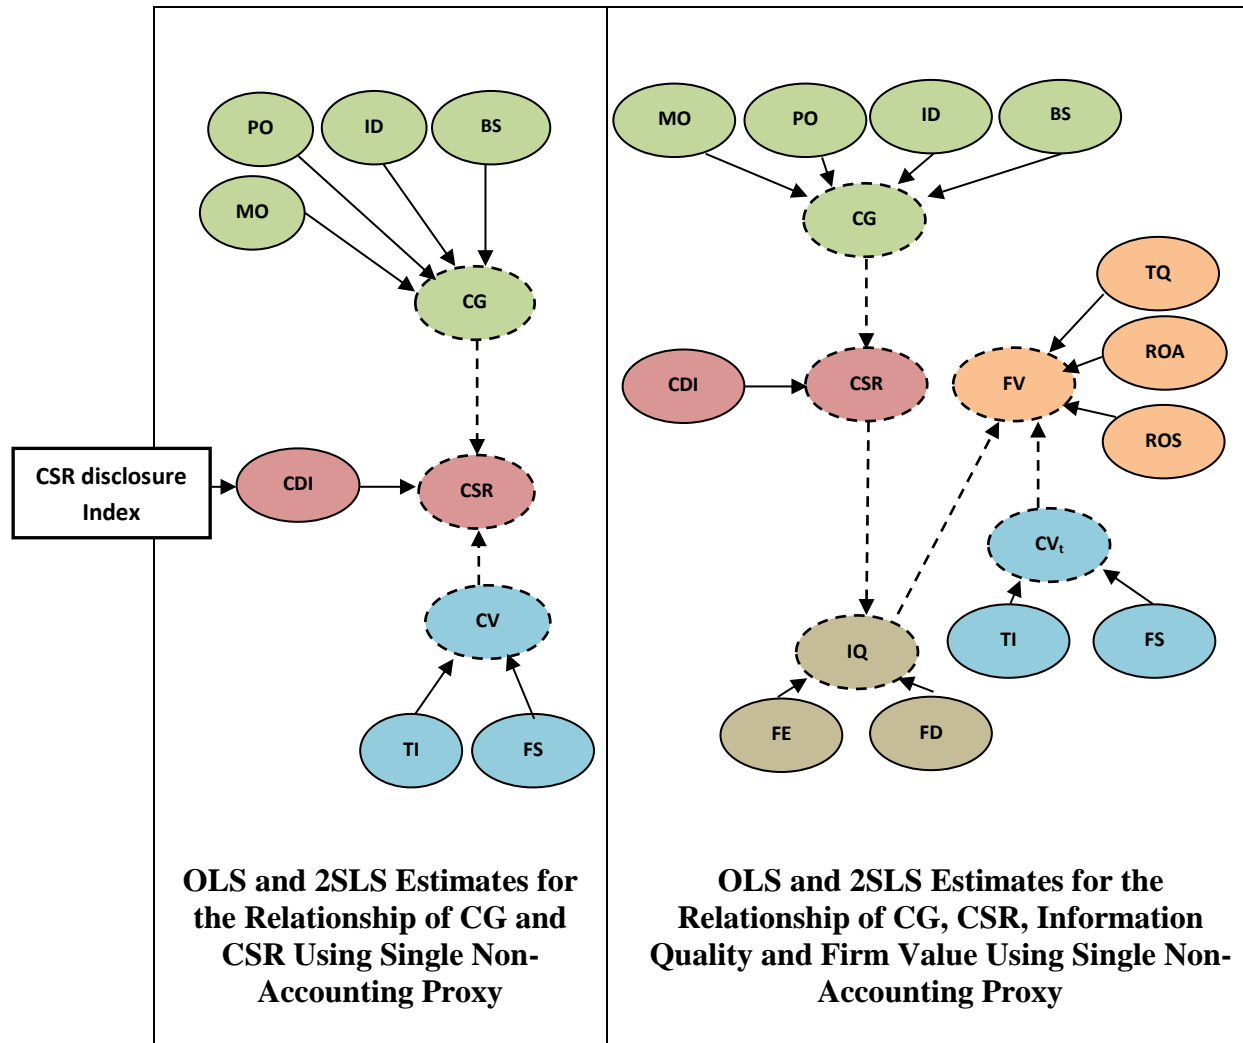 PO
ID
BS
MO
CG
CSR disclosure
Index
CDI
CSR
CV
TI
FS
OLS and 2SLS Estimates for
the Relationship of CG and
CSR Using Single Non-
Accounting Proxy
MO
PO
ID
BS
CG
TQ
CDI
CSR
FV
ROA
ROS
CVt
TI
FS
IQ
FE
FD
OLS and 2SLS Estimates for the
Relationship of CG, CSR, Information
Quality and Firm Value Using Single Non-
Accounting Proxy